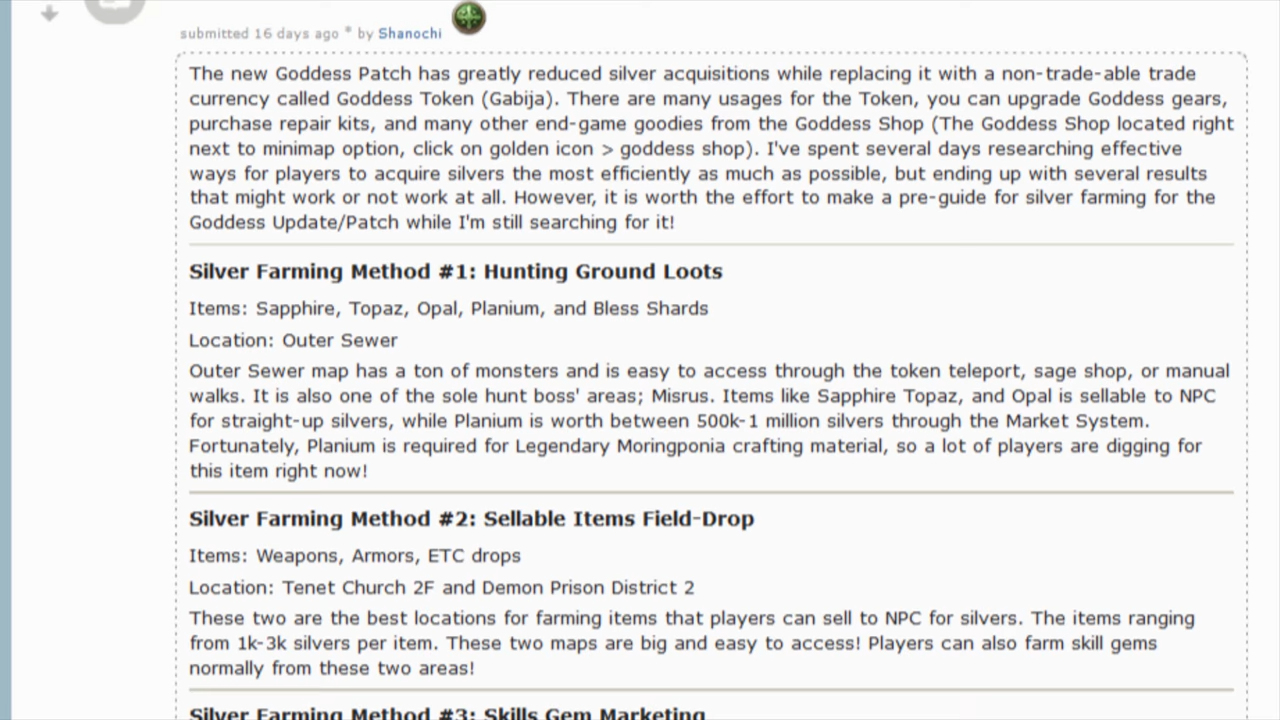 submitted 16 days ago * by Shanochi
The new Goddess Patch has greatly reduced silver acquisitions while replacing it with a non-trade-able trade
currency called Goddess Token (Gabija). There are many usages for the Token, you can upgrade Goddess gears,
purchase repair kits, and many other end-game goodies from the Goddess Shop (The Goddess Shop located right
next to minimap option, click on golden icon > goddess shop). I've spent several days researching effective
ways for players to acquire silvers the most efficiently as much as possible, but ending up with several results
that might work or not work at all. However, it is worth the effort to make a pre-guide for silver farming for the
Goddess Update/Patch while I'm still searching for it!
Silver Farming Method #1: Hunting Ground Loots
Items: Sapphire, Topaz, Opal, Planium, and Bless Shards
Location: Outer Sewer
Outer Sewer map has a ton of monsters and is easy to access through the token teleport, sage shop, or manual
walks. It is also one of the sole hunt boss' areas; Misrus. Items like Sapphire Topaz, and Opal is sellable to NPC
for straight-up silvers, while Planium is worth between 500k-1 million silvers through the Market System.
Fortunately, Planium is required for Legendary Moringponia crafting material, so a lot of players are digging for
this item right now!
Silver Farming Method #2: Sellable Items Field-Drop
Items: Weapons, Armors, ETC drops
Location: Tenet Church 2F and Demon Prison District 2
These two are the best locations for farming items that players can sell to NPC for silvers. The items ranging
from 1k-3k silvers per item. These two maps are big and easy to access! Players can also farm skill gems
normally from these two areas!
Silver Farming Method #3: Skills Gem Marketing